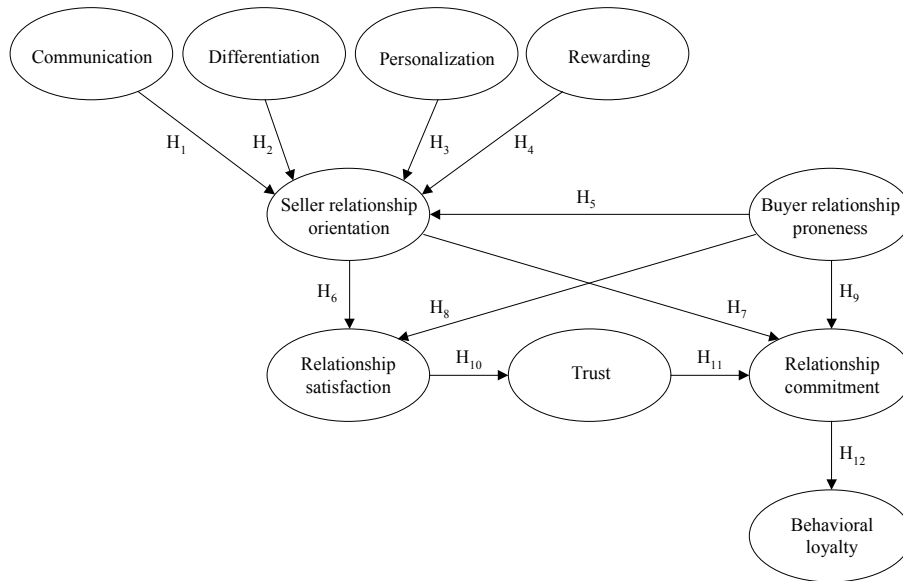 Communication
Differentiation
Personalization
Rewarding
H1
H2
H3
H4
Seller relationship
orientation
H5
Buyer relationship
proneness
H6
H8
H7
H9
Relationship
satisfaction
H10
Trust
H11
Relationship
commitment
H12
Behavioral
loyalty